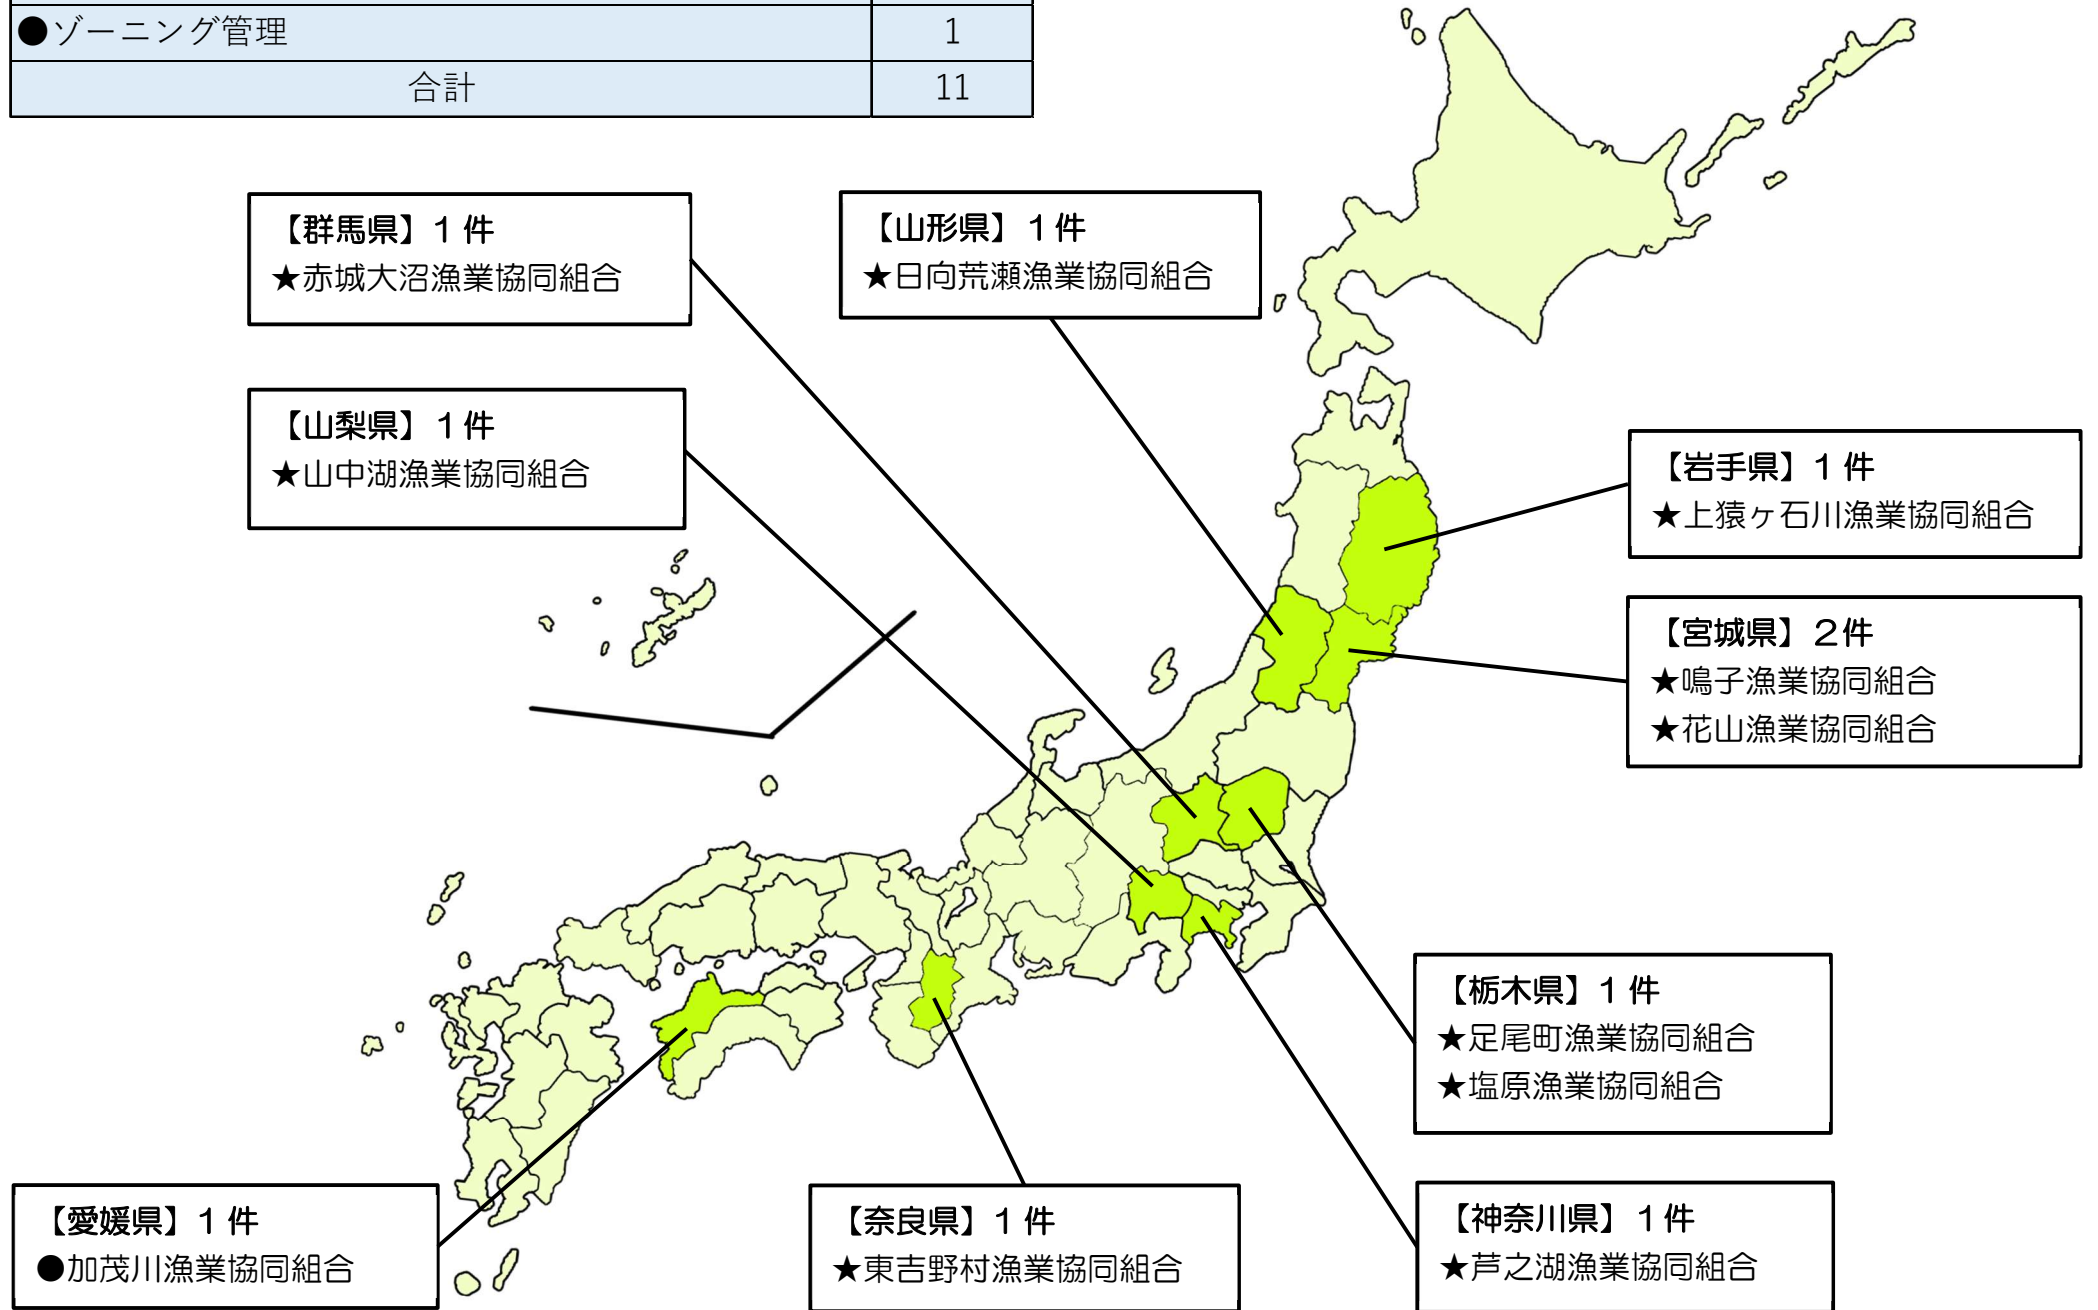 ●ゾーニング管理 1
合計 11
【群馬県】１件
★赤城大沼漁業協同組合
【山形県】１件
★日向荒瀬漁業協同組合
【山梨県】１件
★山中湖漁業協同組合
【岩手県】１件
★上猿ヶ石川漁業協同組合
【宮城県】２件
★鳴子漁業協同組合
★花山漁業協同組合
【栃木県】１件
★足尾町漁業協同組合
★塩原漁業協同組合
【愛媛県】１件
●加茂川漁業協同組合
【奈良県】１件
★東吉野村漁業協同組合
【神奈川県】１件
★芦之湖漁業協同組合